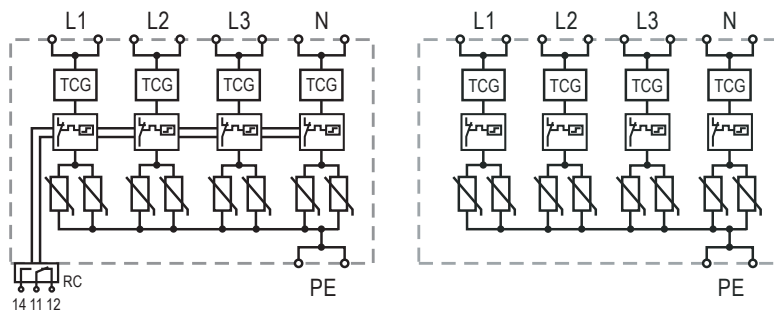 L1 L2 L3 N L1 L2 L3 N
TCG TCG TCG TCG TCG TCG TCG TCG
RC PE PE
14 11 12